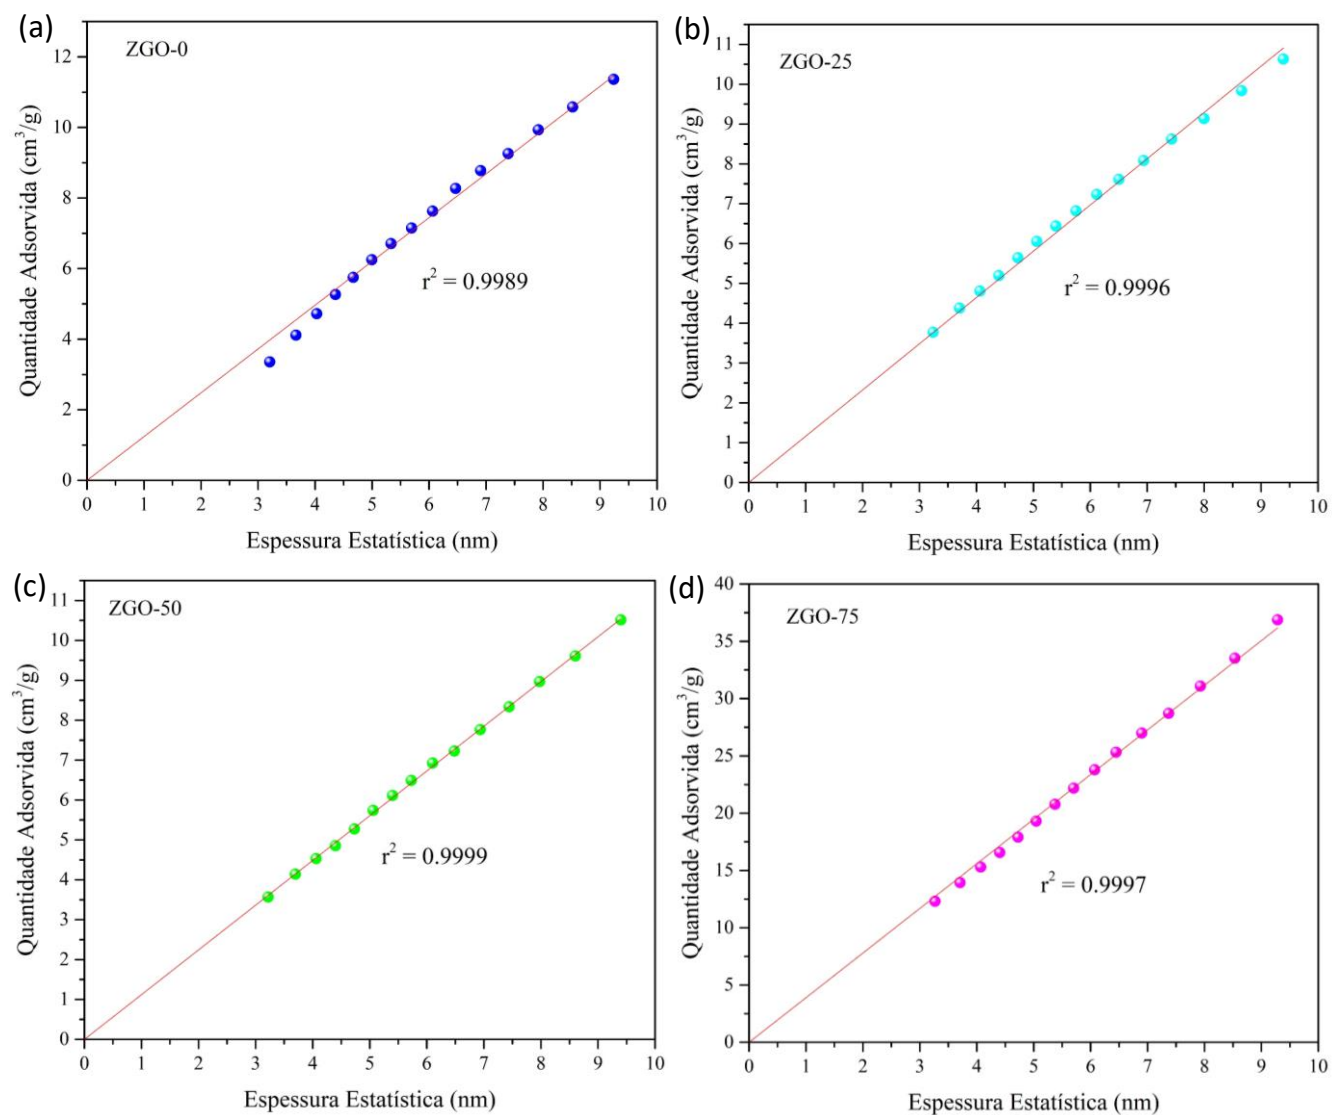 (a)
ZGO-0
Quantidade Adsorvida (cm³/g)
12
10
8
6
4
2
0
r² = 0.9989
0 1 2 3 4 5 6 7 8 9 10
Espessura Estatística (nm)
(b)
ZGO-25
Quantidade Adsorvida (cm³/g)
11
10
9
8
7
6
5
4
3
2
1
0
r² = 0.9996
0 1 2 3 4 5 6 7 8 9 10
Espessura Estatística (nm)
(c)
ZGO-50
Quantidade Adsorvida (cm³/g)
11
10
9
8
7
6
5
4
3
2
1
0
r² = 0.9999
0 1 2 3 4 5 6 7 8 9 10
Espessura Estatística (nm)
(d)
ZGO-75
Quantidade Adsorvida (cm³/g)
40
35
30
25
20
15
10
5
0
r² = 0.9997
0 1 2 3 4 5 6 7 8 9 10
Espessura Estatística (nm)